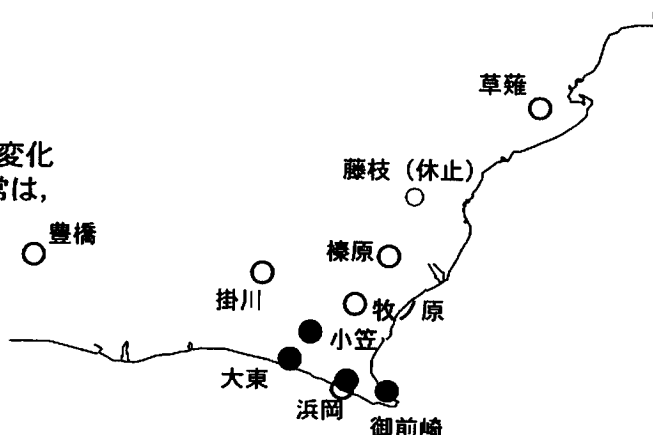 草薙
変化
藤枝（休止）
常は，
豊橋
榛原
掛川
牧ノ原
小笠
大東
浜岡
御前崎